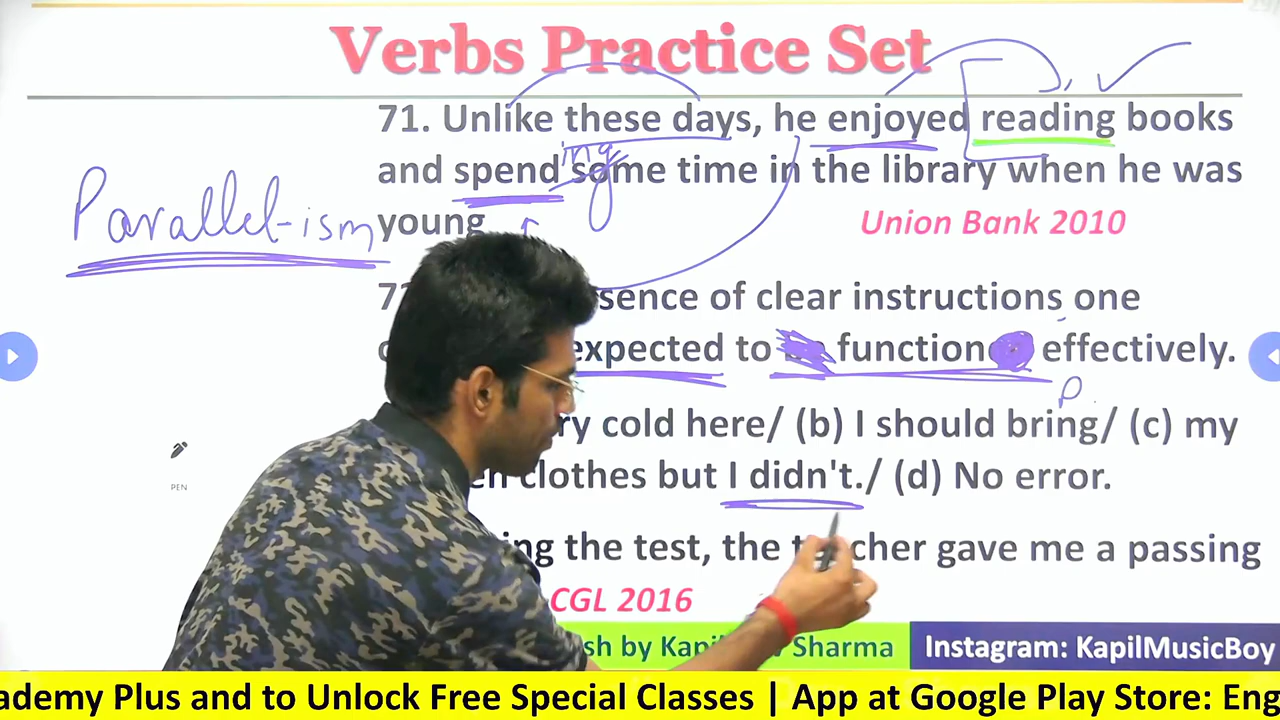 Verbs Practice Set
71. Unlike these days, he enjoyed reading books
ing
and spend some time in the library when he was
Parallel-ism
young
Union Bank 2010
sence of clear instructions one
expected to function effectively.
P
ry cold here/ (b) I should bring/ (c) my
en clothes but I didn't./ (d) No error.
PEN
ing the test, the teacher gave me a passing
CGL 2016
sh by Kapil Sharma
Instagram: KapilMusicBoy
ademy Plus and to Unlock Free Special Classes | App at Google Play Store: Eng